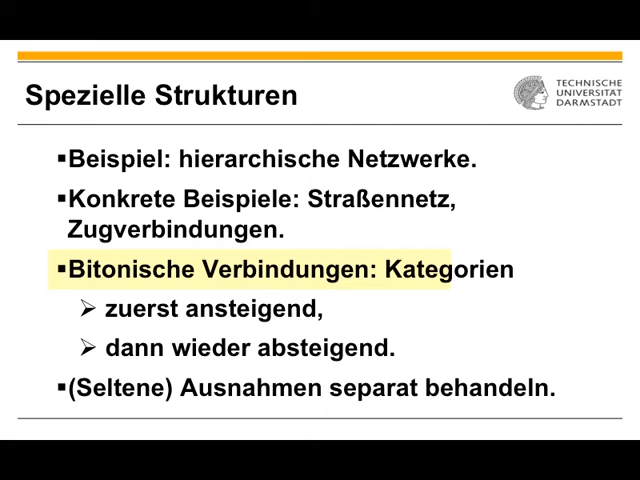 Spezielle Strukturen
TECHNISCHE
UNIVERSITÄT
DARMSTADT
▪Beispiel: hierarchische Netzwerke.
▪Konkrete Beispiele: Straßennetz,
Zugverbindungen.
▪Bitonische Verbindungen: Kategorien
➢ zuerst ansteigend,
➢ dann wieder absteigend.
▪(Seltene) Ausnahmen separat behandeln.